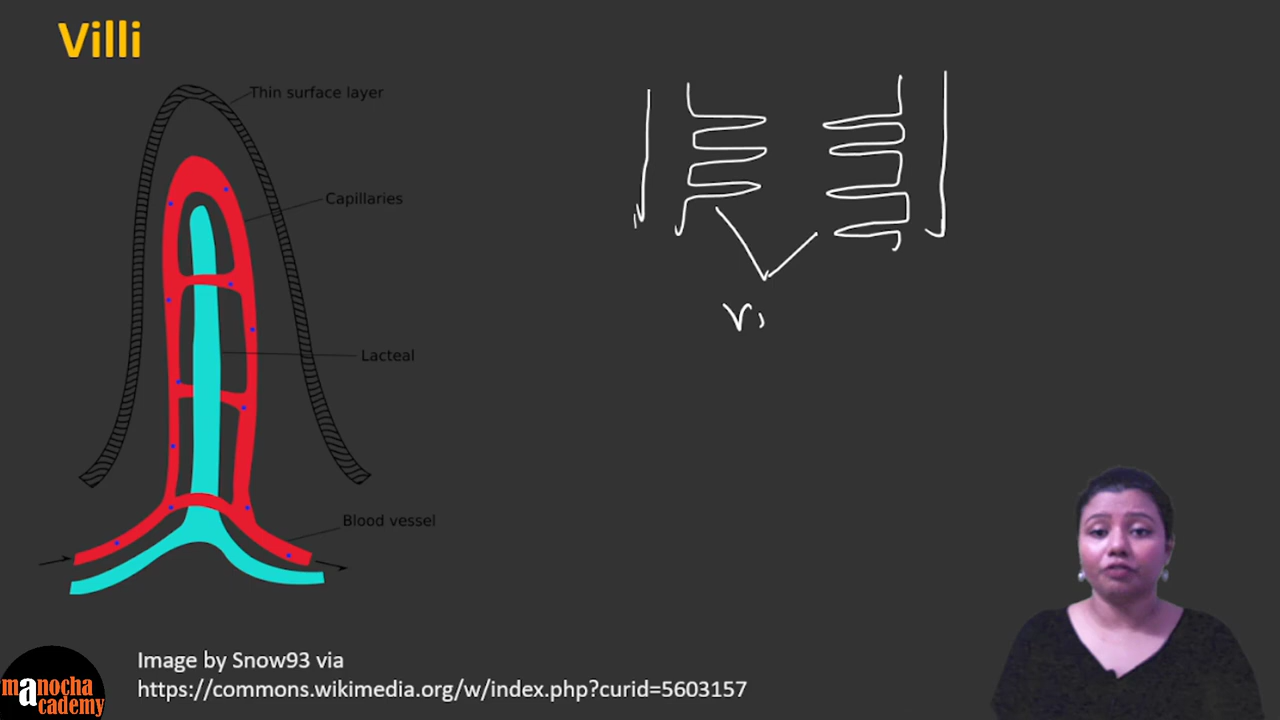 Villi
Thin surface layer
Capillaries
Lacteal
Blood vessel
Image by Snow93 via
https://commons.wikimedia.org/w/index.php?curid=5603157
manocha
academy